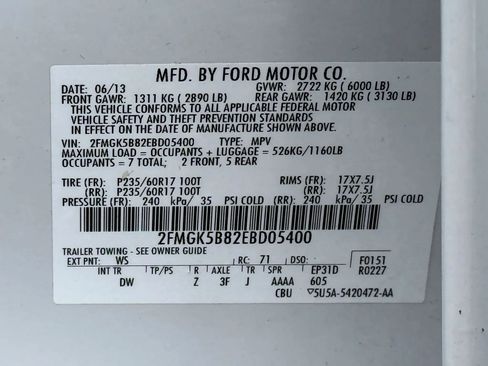 MFD. BY FORD MOTOR CO.
DATE: 06/13 GVWR: 2722 KG ( 6000 LB)
FRONT GAWR: 1311 KG ( 2890 LB) REAR GAWR: 1420 KG ( 3130 LB)
THIS VEHICLE CONFORMS TO ALL APPLICABLE FEDERAL MOTOR
VEHICLE SAFETY AND THEFT PREVENTION STANDARDS
IN EFFECT ON THE DATE OF MANUFACTURE SHOWN ABOVE.
VIN: 2FMGK5B82EBD05400 TYPE: MPV
MAXIMUM LOAD = OCCUPANTS + LUGGAGE = 526KG/1160LB
OCCUPANTS = 7 TOTAL; 2 FRONT, 5 REAR
TIRE (FR): P235/60R17 100T RIMS (FR): 17X7.5J
(RR): P235/60R17 100T (RR): 17X7.5J
PRESSURE (FR): 240 kPa/ 35 PSI COLD (RR): 240 kPa/ 35 PSI COLD
2FMGK5B82EBD05400
TRAILER TOWING - SEE OWNER GUIDE
EXT PNT: WS RC: 71 DSO: F0151
INT TR TP/PS R AXLE TR SPR EP31D R0227
DW Z 3F J AAAA 605
CBU ▽5U5A-5420472-AA